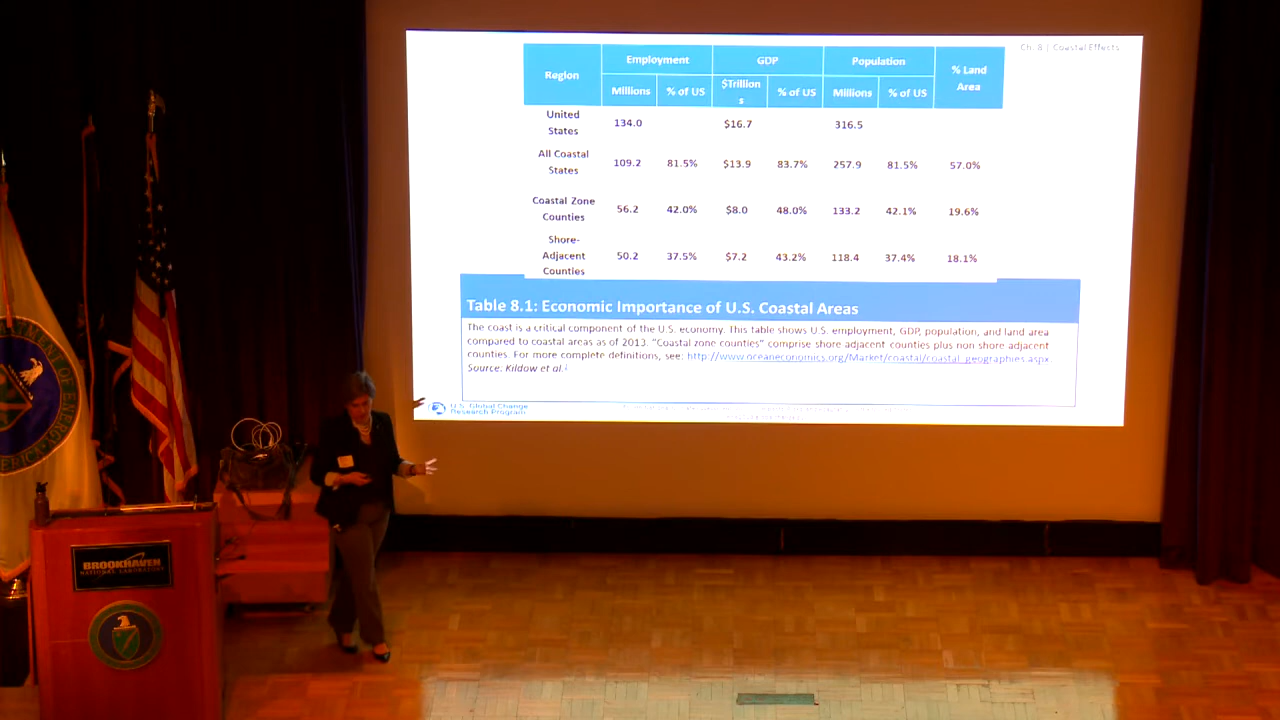 Ch. 8 | Coastal Effects
Region Employment GDP Population % Land Area
Millions % of US $Trillions % of US Millions % of US
United States 134.0 $16.7 316.5
All Coastal States 109.2 81.5% $13.9 83.7% 257.9 81.5% 57.0%
Coastal Zone Counties 56.2 42.0% $8.0 48.0% 133.2 42.1% 19.6%
Shore-Adjacent Counties 50.2 37.5% $7.2 43.2% 118.4 37.4% 18.1%
Table 8.1: Economic Importance of U.S. Coastal Areas
The coast is a critical component of the U.S. economy. This table shows U.S. employment, GDP, population, and land area
compared to coastal areas as of 2013. "Coastal zone counties" comprise shore adjacent counties plus non shore adjacent
counties. For more complete definitions, see: http://www.oceaneconomics.org/Market/coastal/coastal_geographies.aspx.
Source: Kildow et al.
U.S. Global Change
Research Program
BROOKHAVEN
NATIONAL LABORATORY